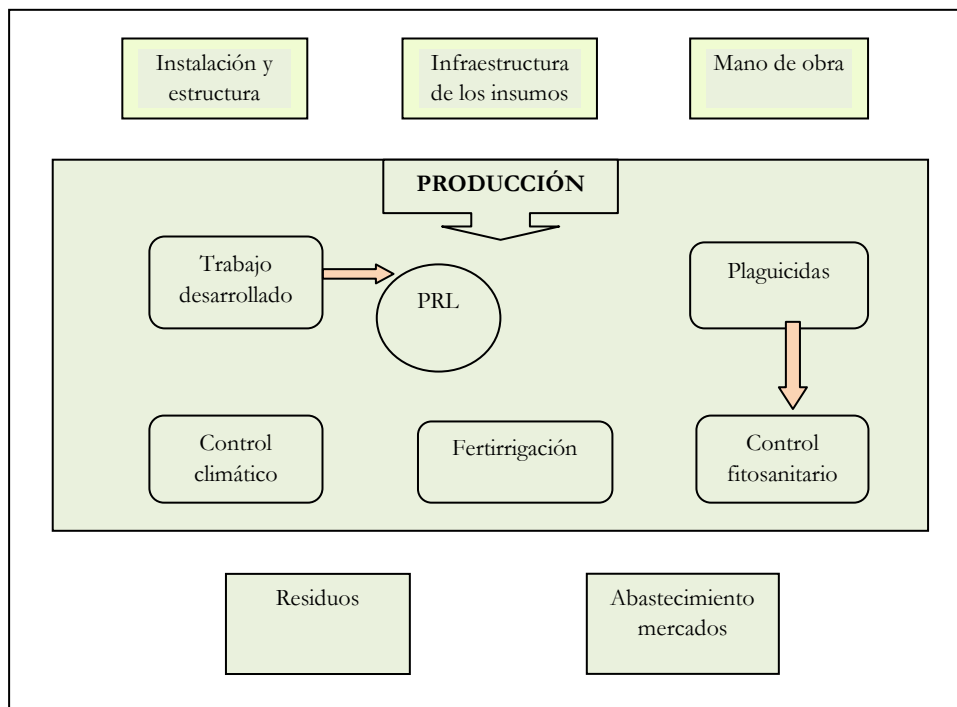 Instalación y
estructura
Infraestructura
de los insumos
Mano de obra
PRODUCCIÓN
Trabajo
desarrollado
PRL
Plaguicidas
Control
climático
Fertirrigación
Control
fitosanitario
Residuos
Abastecimiento
mercados